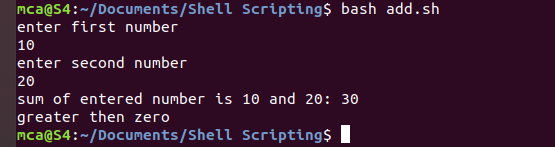 mca@S4:~/Documents/Shell Scripting$ bash add.sh
enter first number
10
enter second number
20
sum of entered number is 10 and 20: 30
greater then zero
mca@S4:~/Documents/Shell Scripting$